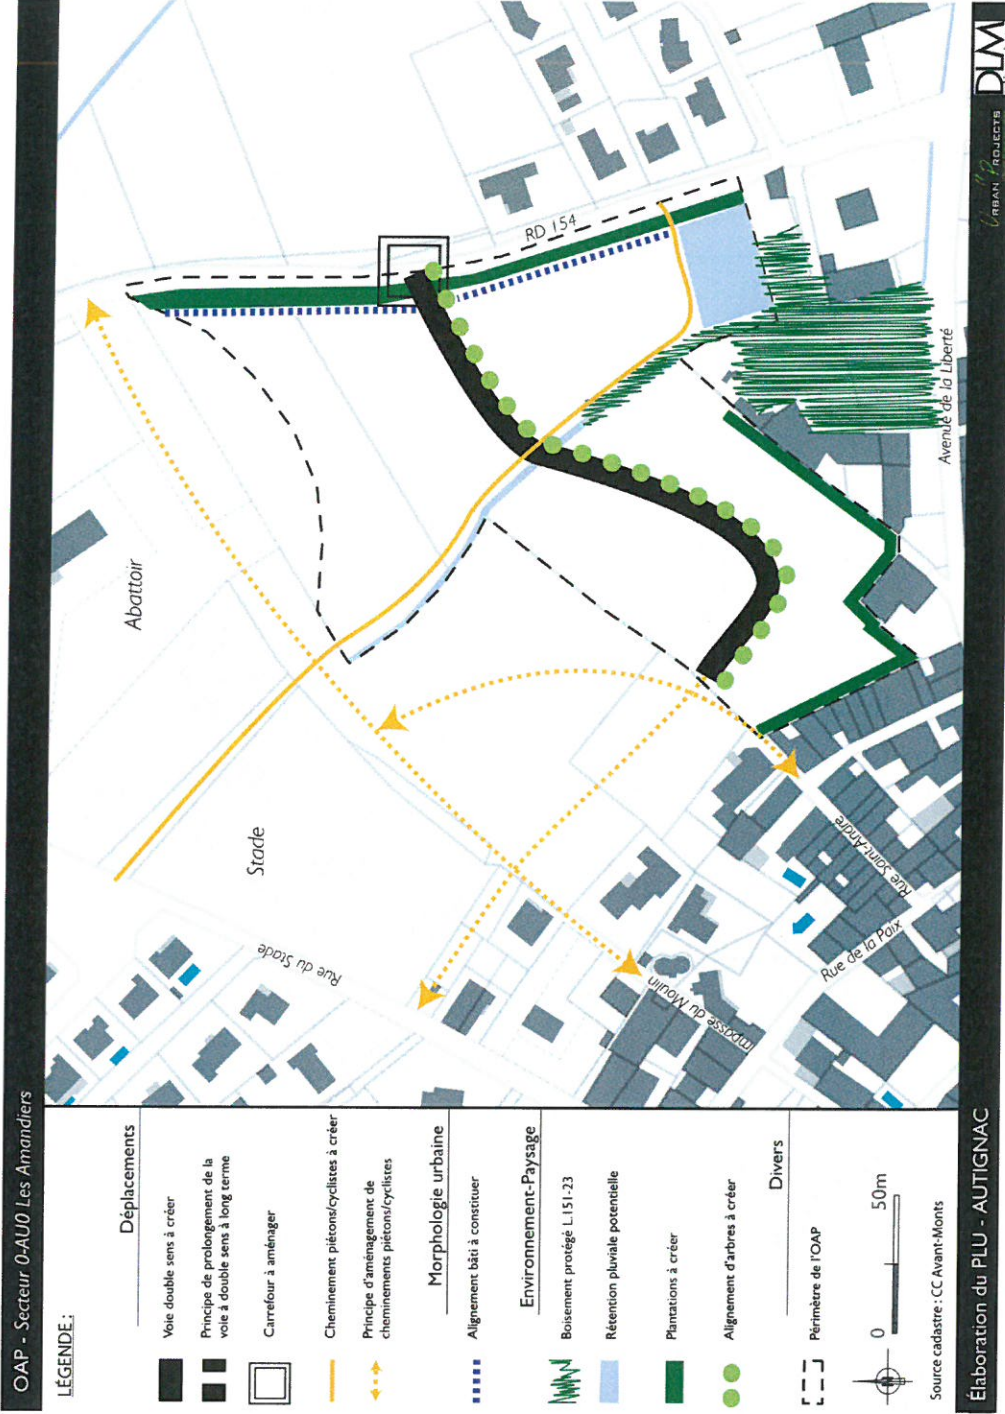 OAP - Secteur 0-AU0 Les Amandiers
LÉGENDE :
Déplacements
Voie double sens à créer
Principe de prolongement de la
voie à double sens à long terme
Carrefour à aménager
Cheminement piétons/cyclistes à créer
Principe d'aménagement de
cheminements piétons/cyclistes
Morphologie urbaine
Alignement bâti à constituer
Environnement-Paysage
Boisement protégé L.151-23
Rétention pluviale potentielle
Plantations à créer
Alignement d'arbres à créer
Divers
Périmètre de l'OAP
0
50m
Source cadastre : CC Avant-Monts
Abattoir
Stade
RD 154
Rue du Stade
Impasse du Moulin
Rue de la Paix
Rue Saint-André
Avenue de la Liberté
Élaboration du PLU - AUTIGNAC
URBAN PROJECTS
DLM